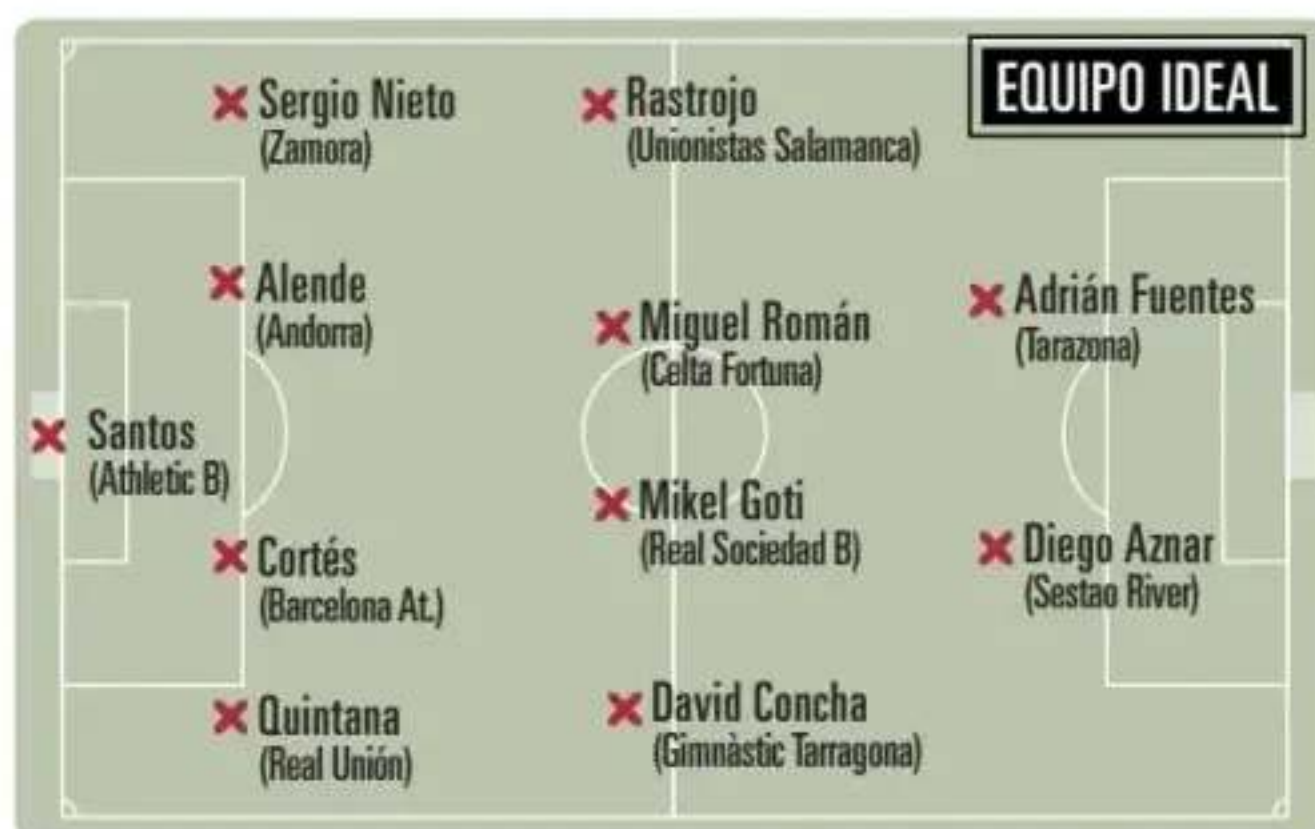 EQUIPO IDEAL
Sergio Nieto
(Zamora)
Rastrojo
(Unionistas Salamanca)
Alende
(Andorra)
Miguel Román
(Celta Fortuna)
Adrián Fuentes
(Tarazona)
Santos
(Athletic B)
Cortés
(Barcelona At.)
Mikel Goti
(Real Sociedad B)
Diego Aznar
(Sestao River)
Quintana
(Real Unión)
David Concha
(Gimnàstic Tarragona)